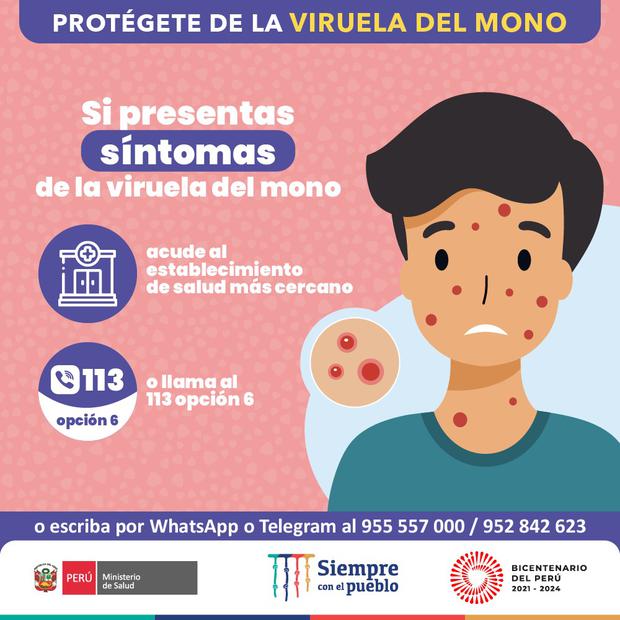 PROTÉGETE DE LA VIRUELA DEL MONO
Si presentas
síntomas
de la viruela del mono
acude al
establecimiento
de salud más cercano
113
opción 6
o llama al
113 opción 6
o escriba por WhatsApp o Telegram al 955 557 000 / 952 842 623
PERÚ
Ministerio
de Salud
Siempre
con el pueblo
BICENTENARIO
DEL PERÚ
2021 - 2024